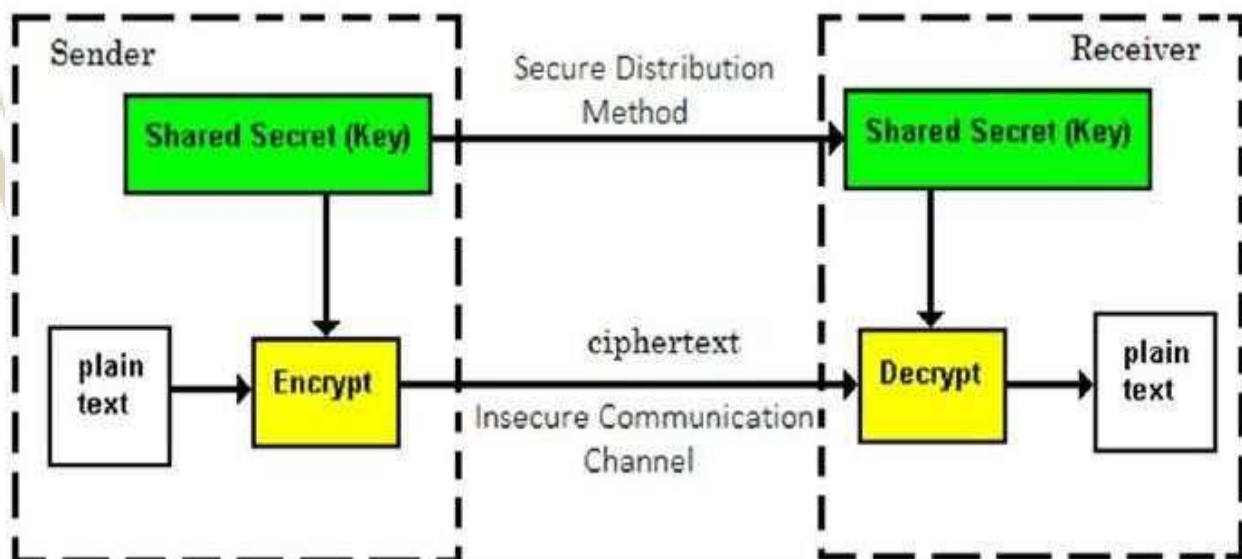 Sender
Receiver
Secure Distribution
Method
Shared Secret (Key)
Shared Secret (Key)
plain
text
Encrypt
ciphertext
Insecure Communication
Channel
Decrypt
plain
text